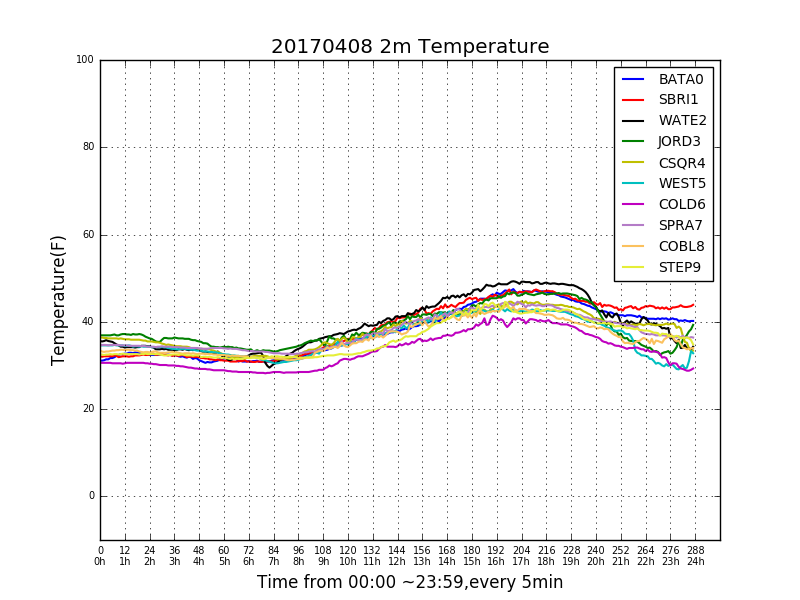 20170408 2m Temperature
100
80
60
40
20
0
Temperature(F)
BATA0
SBRI1
WATE2
JORD3
CSQR4
WEST5
COLD6
SPRA7
COBL8
STEP9
0 12 24 36 48 60 72 84 96 108 120 132 144 156 168 180 192 204 216 228 240 252 264 276 288
0h 1h 2h 3h 4h 5h 6h 7h 8h 9h 10h 11h 12h 13h 14h 15h 16h 17h 18h 19h 20h 21h 22h 23h 24h
Time from 00:00 ~23:59,every 5min